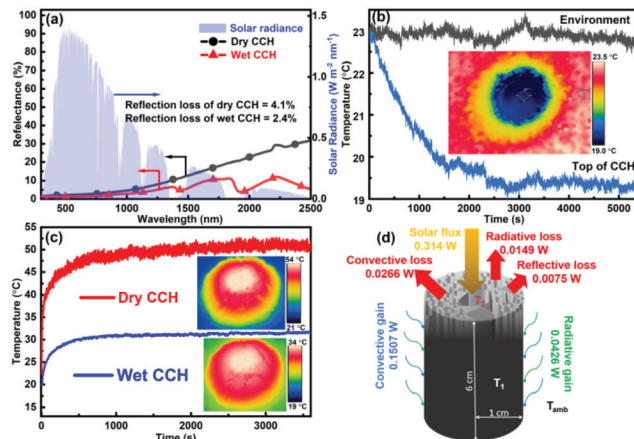 (a)
Solar radiance
Dry CCH
Wet CCH
Reflection loss of dry CCH = 4.1%
Reflection loss of wet CCH = 2.4%
Refelectance (%)
100
90
80
70
60
50
40
30
20
10
0
500
1000
1500
2000
2500
Wavelength (nm)
1.5
1.0
0.5
0.0
Solar Radiance (W m-2 nm-1)
(b)
Environment
23.5 °C
19.0 °C
Top of CCH
Temperature (°C)
23
22
21
20
19
0
1000
2000
3000
4000
5000
Time (s)
(c)
Dry CCH
Wet CCH
54 °C
21 °C
34 °C
19 °C
Temperature (°C)
55
50
45
40
35
30
25
20
15
0
1000
2000
3000
Time (s)
(d)
Solar flux
0.314 W
Radiative loss
0.0149 W
Convective loss
0.0266 W
Reflective loss
0.0075 W
Convective gain
0.1507 W
Radiative gain
0.0426 W
6 cm
T1
1 cm
Tamb